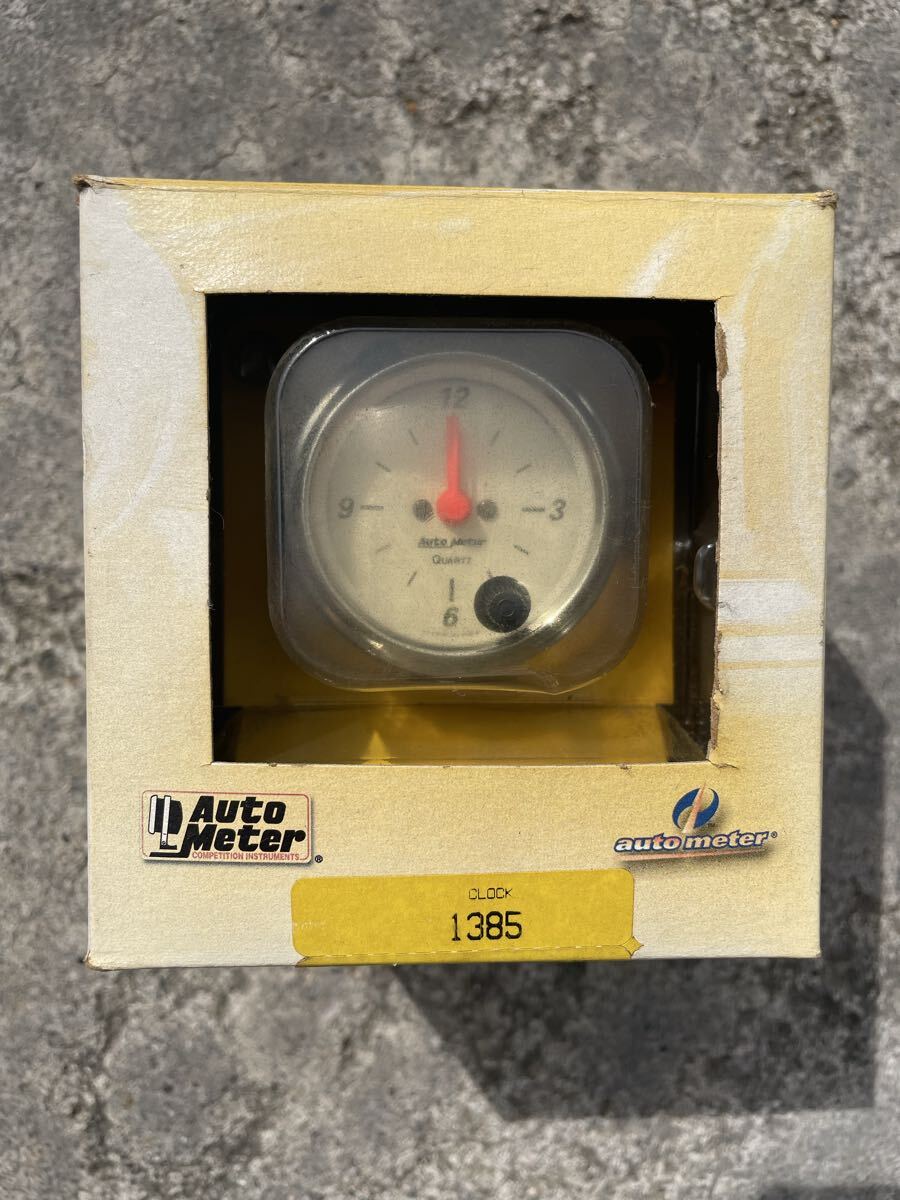 12
9
3
Auto Meter
QUARTZ
6
Auto
Meter
COMPETITION INSTRUMENTS
®
auto meter®
CLOCK
1385